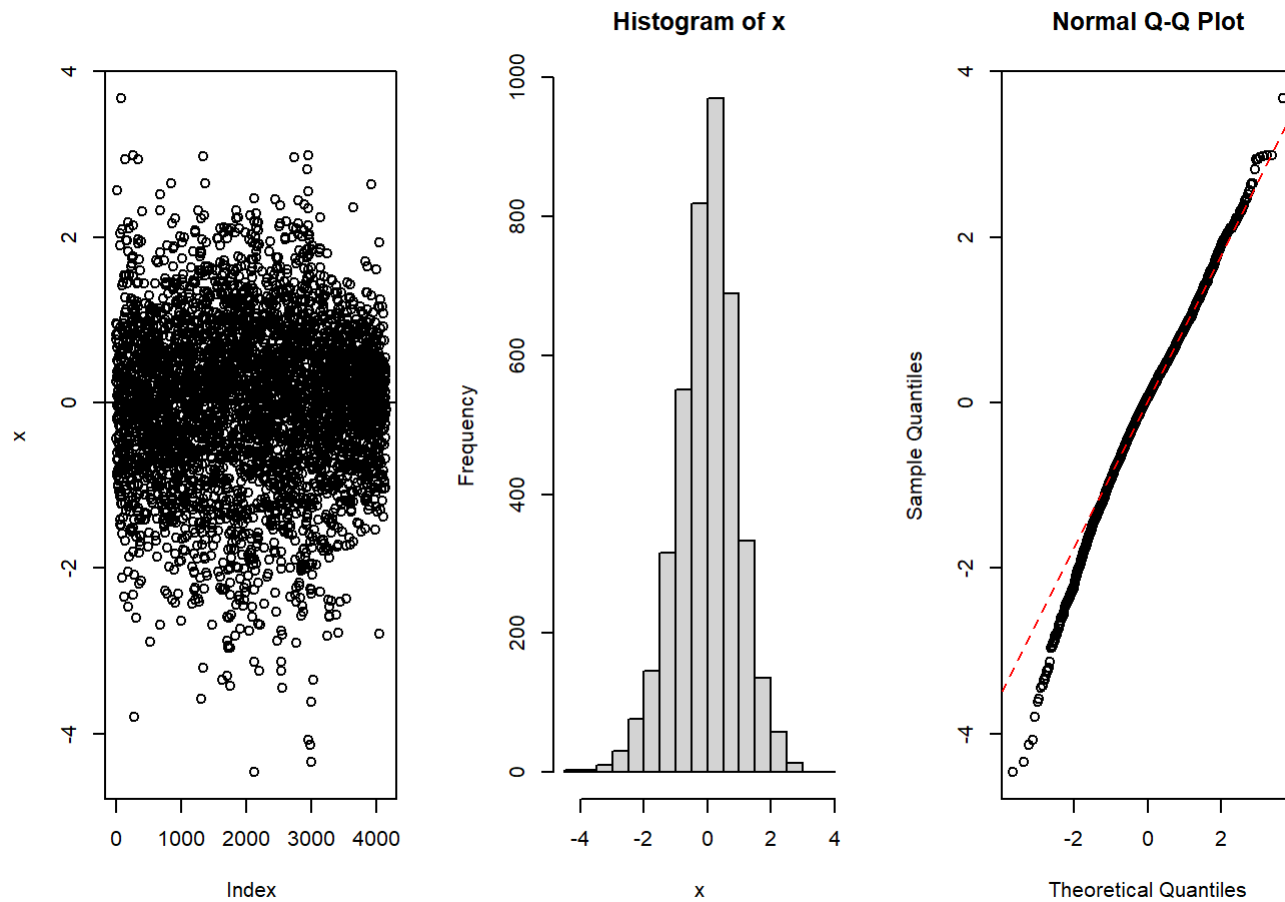 4
2
0
-2
-4
x
0 1000 2000 3000 4000
Index
Histogram of x
1000
800
600
400
200
0
Frequency
-4 -2 0 2 4
x
Normal Q-Q Plot
4
2
0
-2
-4
Sample Quantiles
-2 0 2
Theoretical Quantiles